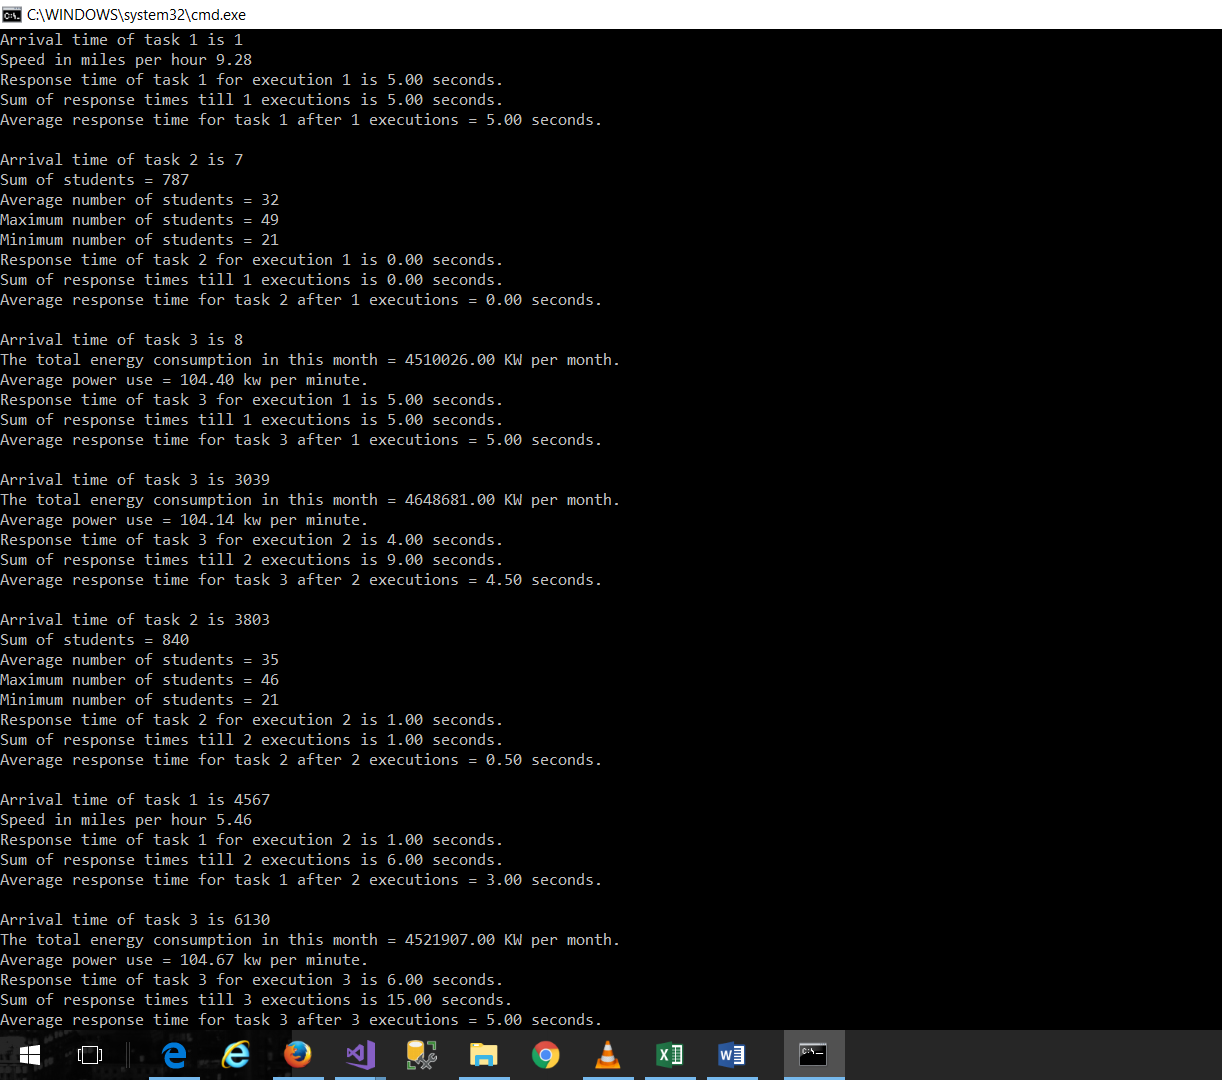 C:\WINDOWS\system32\cmd.exe
Arrival time of task 1 is 1
Speed in miles per hour 9.28
Response time of task 1 for execution 1 is 5.00 seconds.
Sum of response times till 1 executions is 5.00 seconds.
Average response time for task 1 after 1 executions = 5.00 seconds.
Arrival time of task 2 is 7
Sum of students = 787
Average number of students = 32
Maximum number of students = 49
Minimum number of students = 21
Response time of task 2 for execution 1 is 0.00 seconds.
Sum of response times till 1 executions is 0.00 seconds.
Average response time for task 2 after 1 executions = 0.00 seconds.
Arrival time of task 3 is 8
The total energy consumption in this month = 4510026.00 KW per month.
Average power use = 104.40 kw per minute.
Response time of task 3 for execution 1 is 5.00 seconds.
Sum of response times till 1 executions is 5.00 seconds.
Average response time for task 3 after 1 executions = 5.00 seconds.
Arrival time of task 3 is 3039
The total energy consumption in this month = 4648681.00 KW per month.
Average power use = 104.14 kw per minute.
Response time of task 3 for execution 2 is 4.00 seconds.
Sum of response times till 2 executions is 9.00 seconds.
Average response time for task 3 after 2 executions = 4.50 seconds.
Arrival time of task 2 is 3803
Sum of students = 840
Average number of students = 35
Maximum number of students = 46
Minimum number of students = 21
Response time of task 2 for execution 2 is 1.00 seconds.
Sum of response times till 2 executions is 1.00 seconds.
Average response time for task 2 after 2 executions = 0.50 seconds.
Arrival time of task 1 is 4567
Speed in miles per hour 5.46
Response time of task 1 for execution 2 is 1.00 seconds.
Sum of response times till 2 executions is 6.00 seconds.
Average response time for task 1 after 2 executions = 3.00 seconds.
Arrival time of task 3 is 6130
The total energy consumption in this month = 4521907.00 KW per month.
Average power use = 104.67 kw per minute.
Response time of task 3 for execution 3 is 6.00 seconds.
Sum of response times till 3 executions is 15.00 seconds.
Average response time for task 3 after 3 executions = 5.00 seconds.